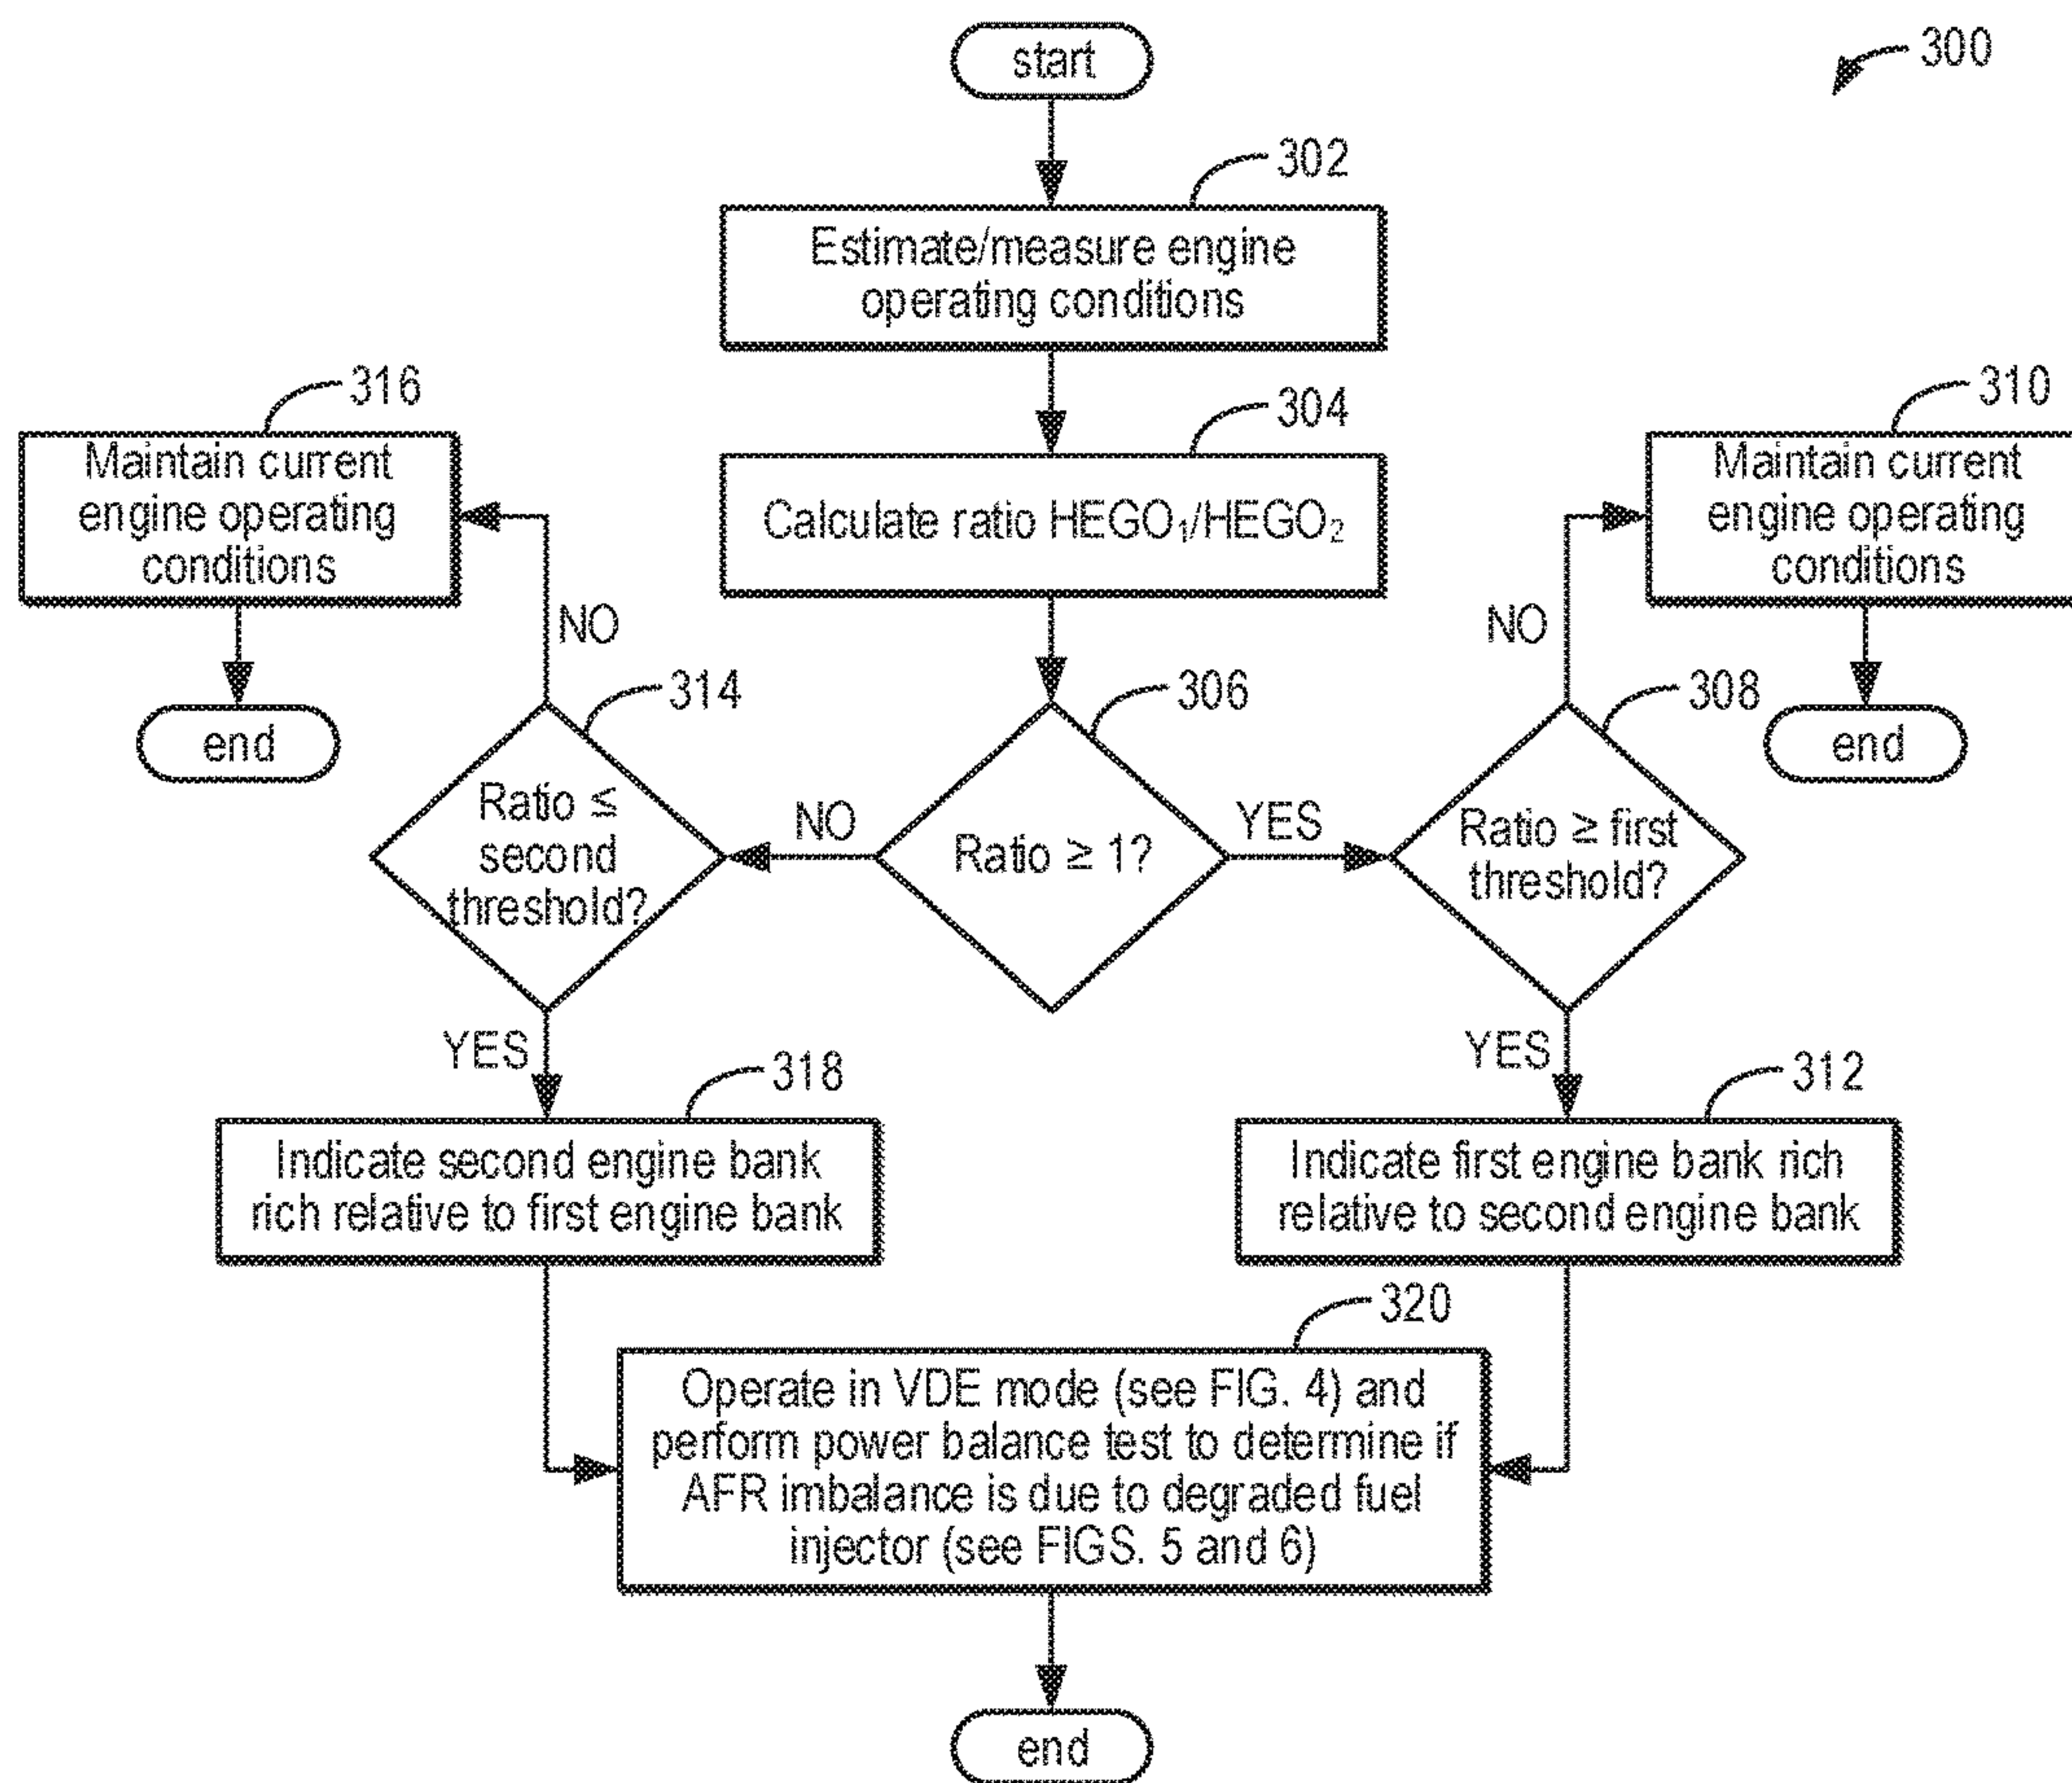 start
300
302
Estimate/measure engine
operating conditions
304
Calculate ratio HEGO₁/HEGO₂
316
Maintain current
engine operating
conditions
end
310
Maintain current
engine operating
conditions
end
NO
NO
314
Ratio ≤
second
threshold?
NO
306
Ratio ≥ 1?
YES
308
Ratio ≥ first
threshold?
YES
YES
318
Indicate second engine bank
rich relative to first engine bank
312
Indicate first engine bank rich
relative to second engine bank
320
Operate in VDE mode (see FIG. 4) and
perform power balance test to determine if
AFR imbalance is due to degraded fuel
injector (see FIGS. 5 and 6)
end